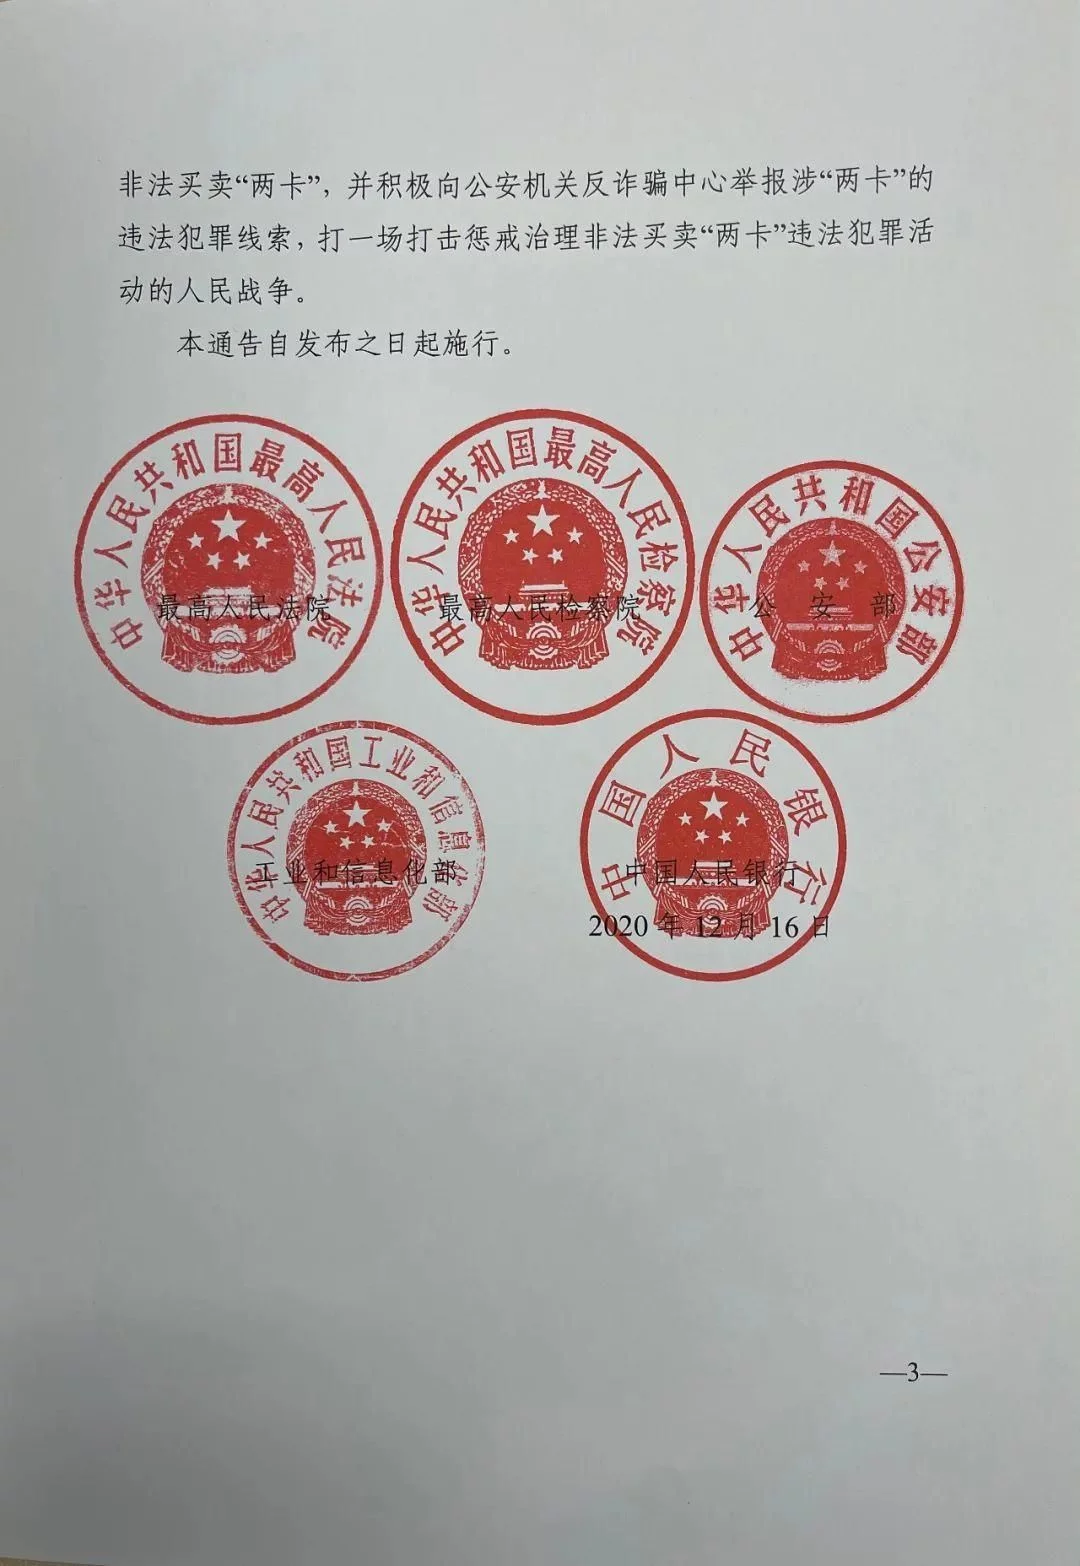 非法买卖“两卡”，并积极向公安机关反诈骗中心举报涉“两卡”的
违法犯罪线索，打一场打击惩戒治理非法买卖“两卡”违法犯罪活
动的人民战争。
本通告自发布之日起施行。
中华人民共和国最高人民法院
最高人民法院
中华人民共和国最高人民检察院
最高人民检察院
中华人民共和国公安部
公 安 部
中华人民共和国工业和信息化部
工业和信息化部
中国人民银行
中国人民银行
2020 年 12 月 16 日
—3—